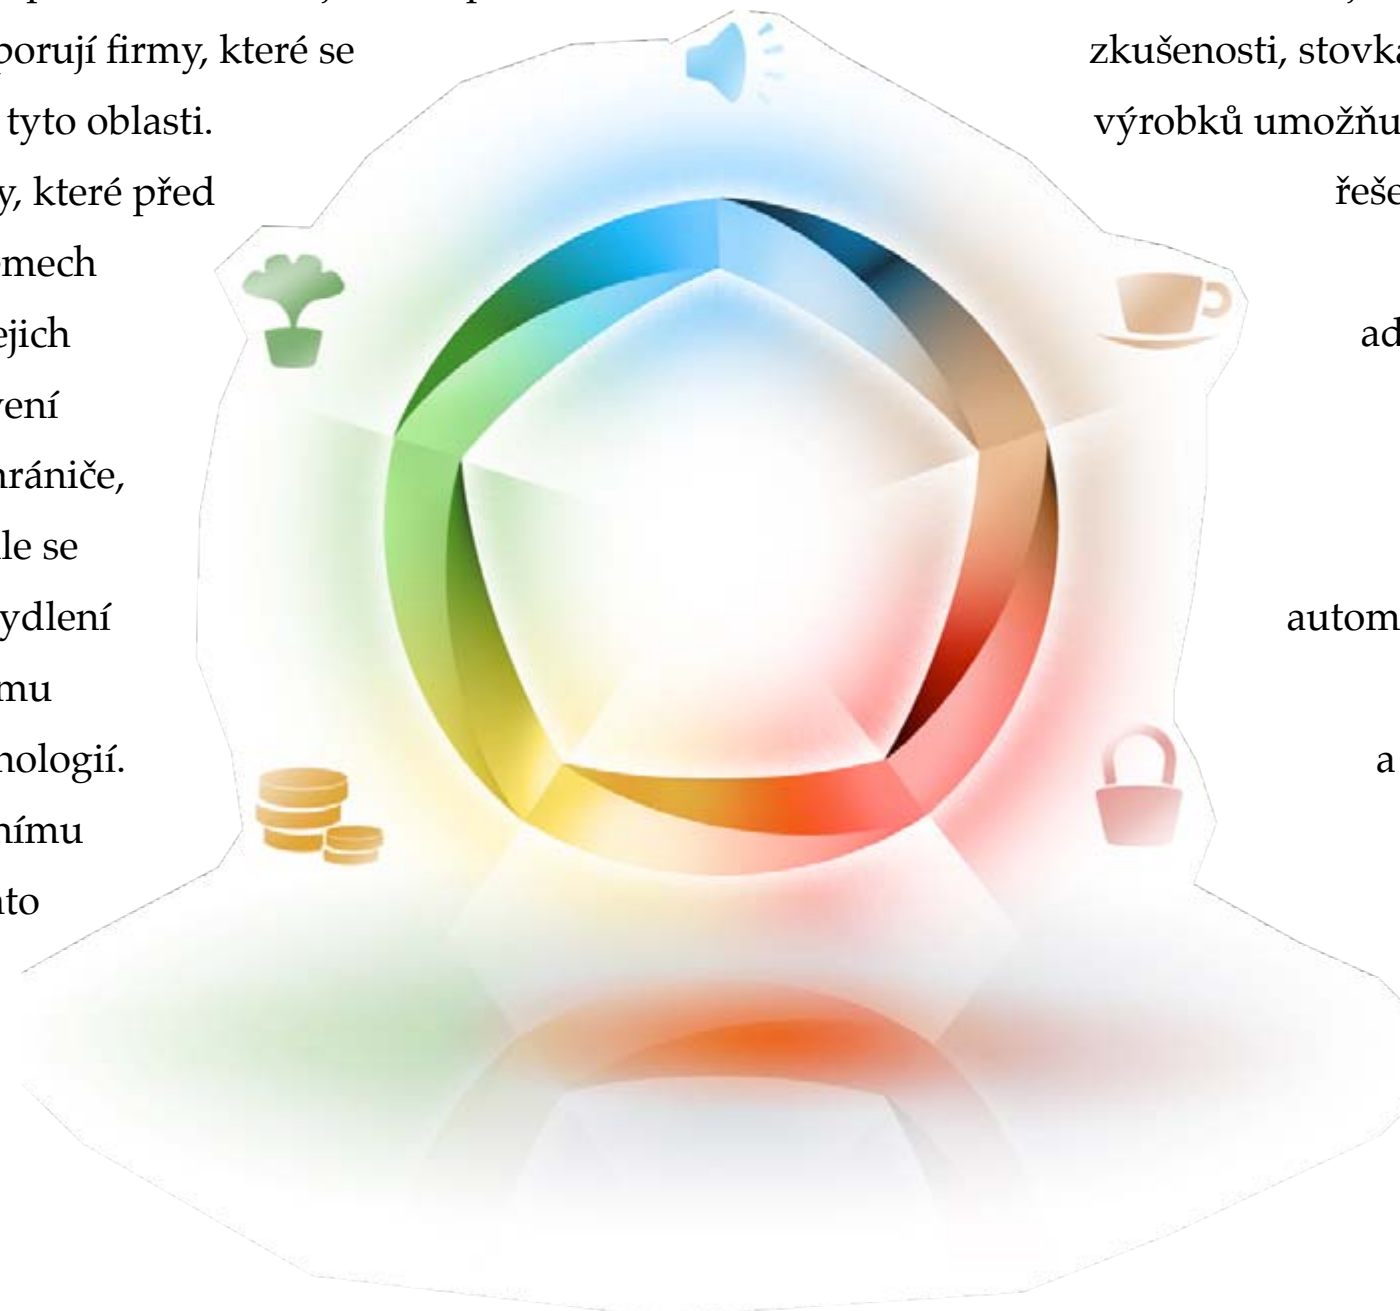 porují firmy, které se
tyto oblasti.
y, které před
mech
ejich
vení
hrániče,
le se
ydlení
mu
nologií.
nímu
to
zkušenosti, stovk
výrobků umožňu
řeše
ad
autom
a